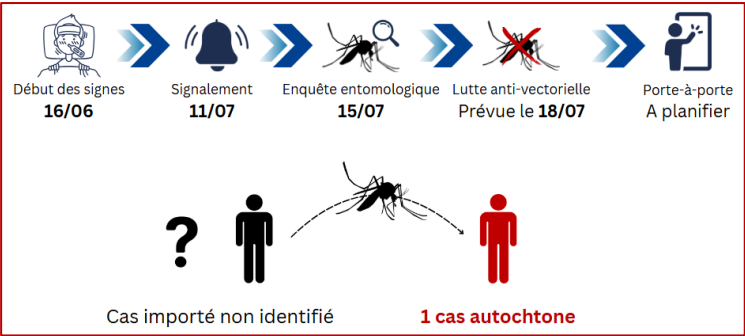 Début des signes
16/06
Signalement
11/07
Enquête entomologique
15/07
Lutte anti-vectorielle
Prévue le 18/07
Porte-à-porte
A planifier
?
Cas importé non identifié
1 cas autochtone